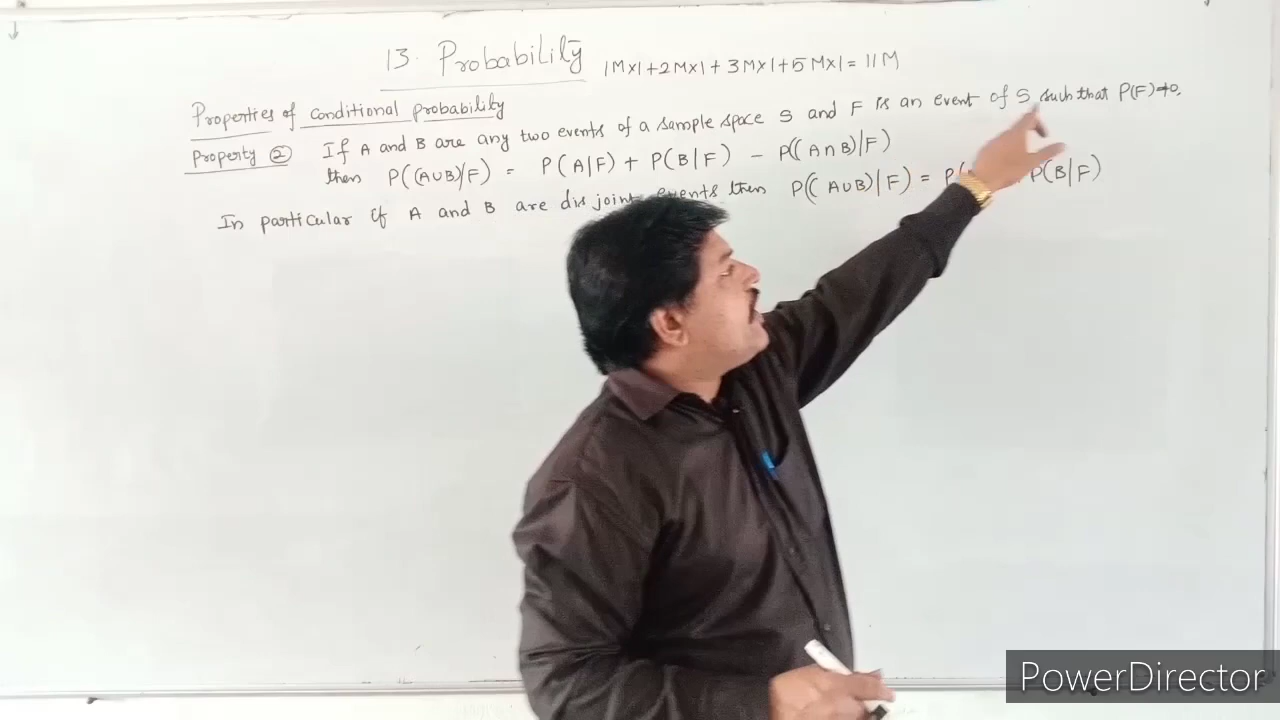 13. Probability 1M×1+2M×1+3M×1+5M×1=11M
Properties of conditional probability
Property ② If A and B are any two events of a sample space S and F is an event of S such that P(F)≠0.
then P((A∪B)|F) = P(A|F) + P(B|F) - P((A∩B)|F)
In particular if A and B are disjoint events then P((A∪B)|F) = P( P(B|F)
PowerDirector